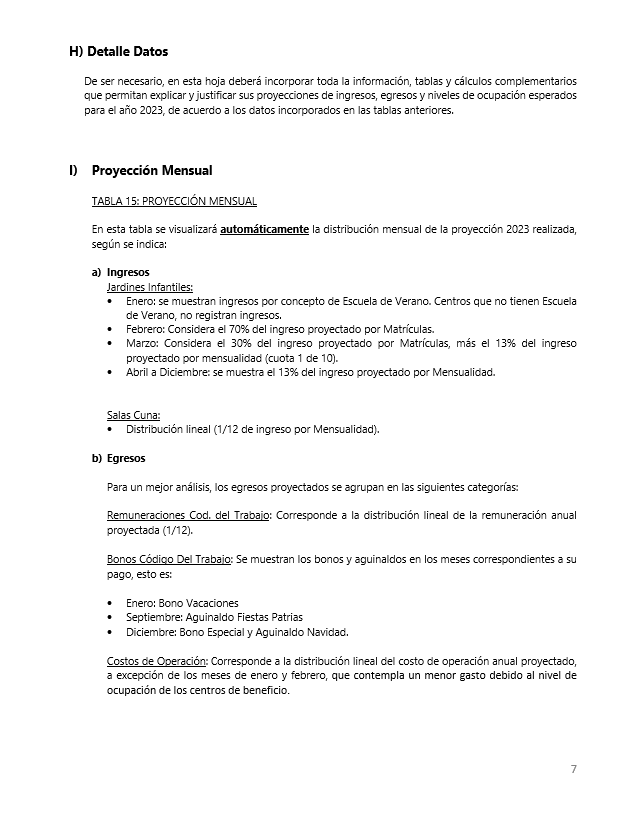 H) Detalle Datos
De ser necesario, en esta hoja deberá incorporar toda la información, tablas y cálculos complementarios
que permitan explicar y justificar sus proyecciones de ingresos, egresos y niveles de ocupación esperados
para el año 2023, de acuerdo a los datos incorporados en las tablas anteriores.
I) Proyección Mensual
TABLA 15: PROYECCIÓN MENSUAL
En esta tabla se visualizará automáticamente la distribución mensual de la proyección 2023 realizada,
según se indica:
a) Ingresos
Jardines Infantiles:
• Enero: se muestran ingresos por concepto de Escuela de Verano. Centros que no tienen Escuela
de Verano, no registran ingresos.
• Febrero: Considera el 70% del ingreso proyectado por Matrículas.
• Marzo: Considera el 30% del ingreso proyectado por Matrículas, más el 13% del ingreso
proyectado por mensualidad (cuota 1 de 10).
• Abril a Diciembre: se muestra el 13% del ingreso proyectado por Mensualidad.
Salas Cuna:
• Distribución lineal (1/12 de ingreso por Mensualidad).
b) Egresos
Para un mejor análisis, los egresos proyectados se agrupan en las siguientes categorías:
Remuneraciones Cod. del Trabajo: Corresponde a la distribución lineal de la remuneración anual
proyectada (1/12).
Bonos Código Del Trabajo: Se muestran los bonos y aguinaldos en los meses correspondientes a su
pago, esto es:
• Enero: Bono Vacaciones
• Septiembre: Aguinaldo Fiestas Patrias
• Diciembre: Bono Especial y Aguinaldo Navidad.
Costos de Operación: Corresponde a la distribución lineal del costo de operación anual proyectado,
a excepción de los meses de enero y febrero, que contempla un menor gasto debido al nivel de
ocupación de los centros de beneficio.
7